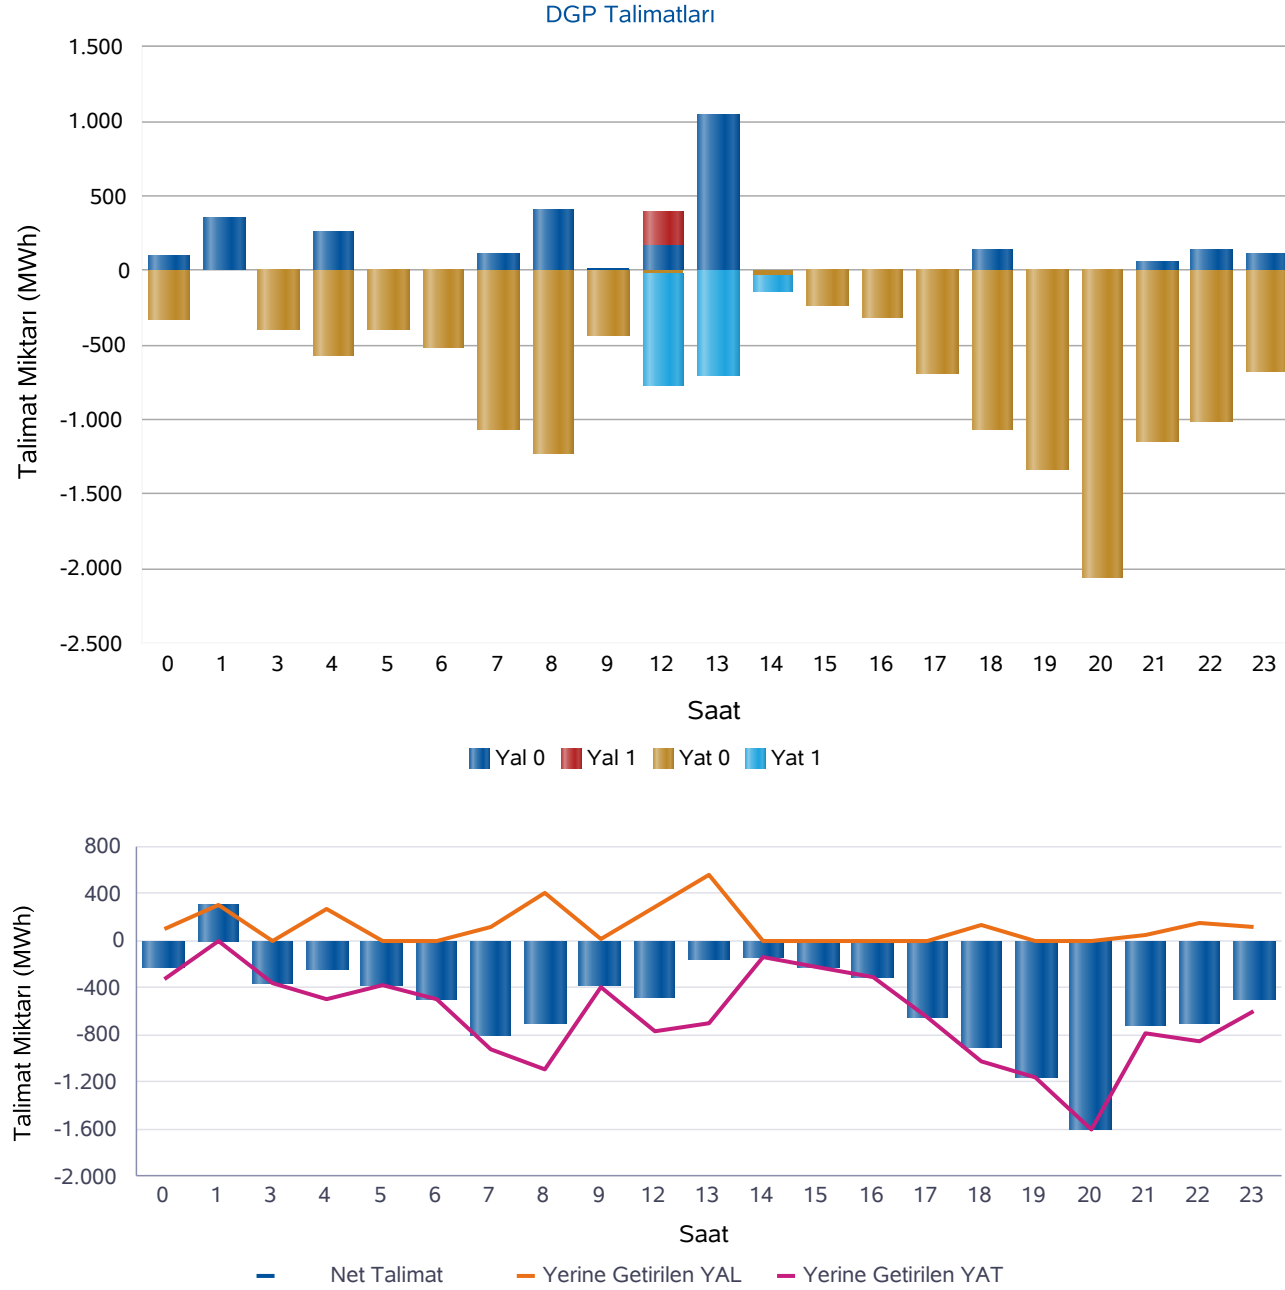 DGP Talimatları
1.500
1.000
500
0
-500
-1.000
-1.500
-2.000
-2.500
Talimat Miktarı (MWh)
0 1 3 4 5 6 7 8 9 12 13 14 15 16 17 18 19 20 21 22 23
Saat
Yal 0 Yal 1 Yat 0 Yat 1
800
400
0
-400
-800
-1.200
-1.600
-2.000
Talimat Miktarı (MWh)
0 1 3 4 5 6 7 8 9 12 13 14 15 16 17 18 19 20 21 22 23
Saat
Net Talimat Yerine Getirilen YAL Yerine Getirilen YAT